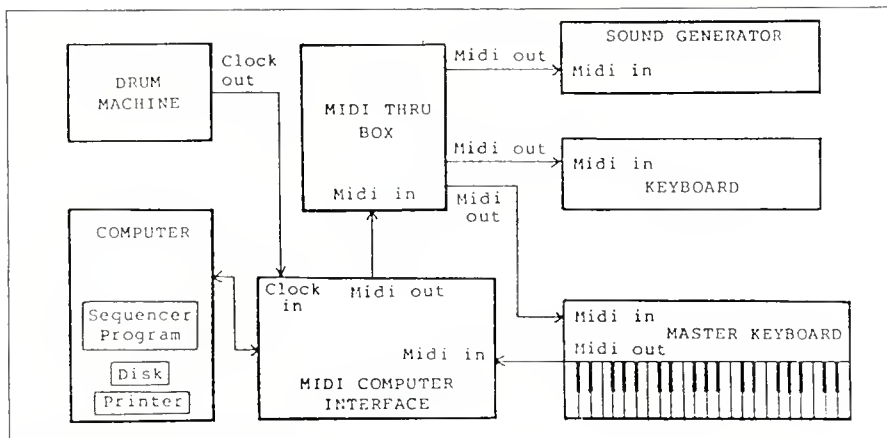 DRUM
MACHINE
Clock
out
MIDI THRU
BOX
Midi in
Midi out
SOUND GENERATOR
Midi in
Midi out
Midi in
KEYBOARD
Midi
out
COMPUTER
Sequencer
Program
Disk
Printer
Clock
in
Midi out
Midi in
MIDI COMPUTER
INTERFACE
Midi in
MASTER KEYBOARD
Midi out